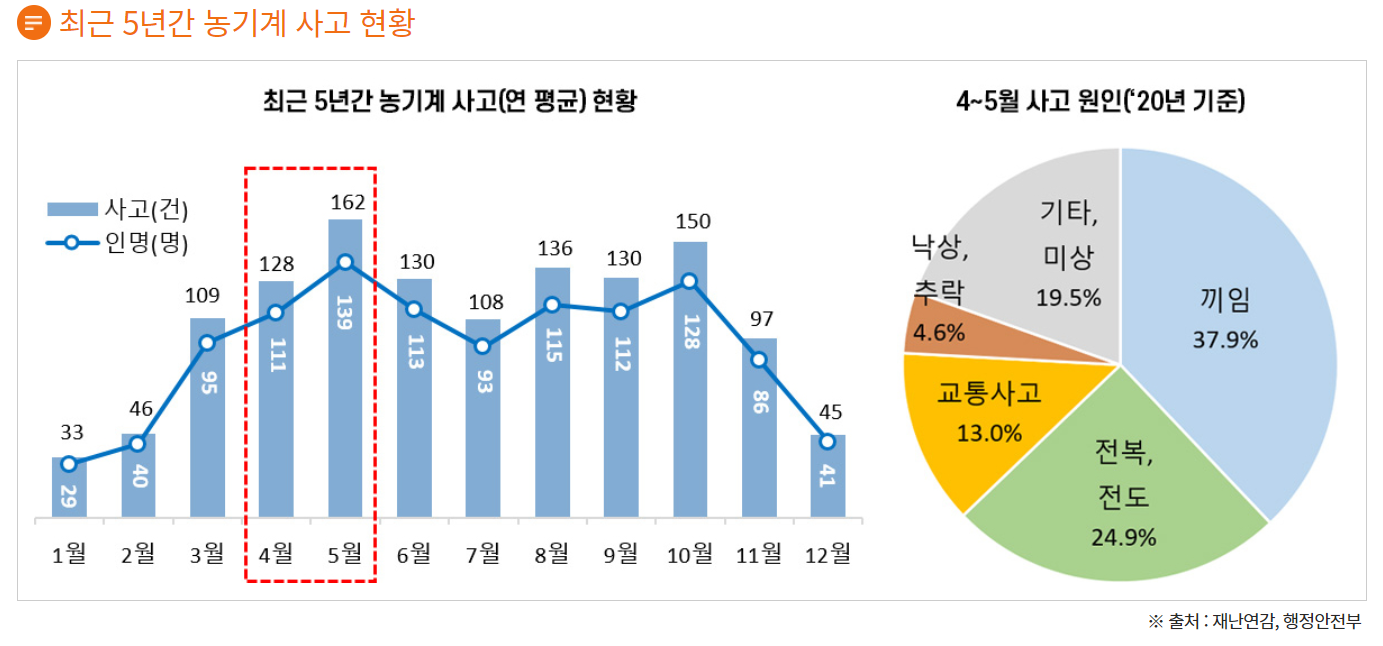 최근 5년간 농기계 사고 현황
최근 5년간 농기계 사고(연 평균) 현황
사고(건)
인명(명)
33
46
109
128
162
130
108
136
130
150
97
45
29
40
95
111
139
113
93
115
112
128
86
41
1월
2월
3월
4월
5월
6월
7월
8월
9월
10월
11월
12월
4~5월 사고 원인(‘20년 기준)
끼임
37.9%
전복,
전도
24.9%
교통사고
13.0%
낙상,
추락
4.6%
기타,
미상
19.5%
※ 출처 : 재난연감, 행정안전부